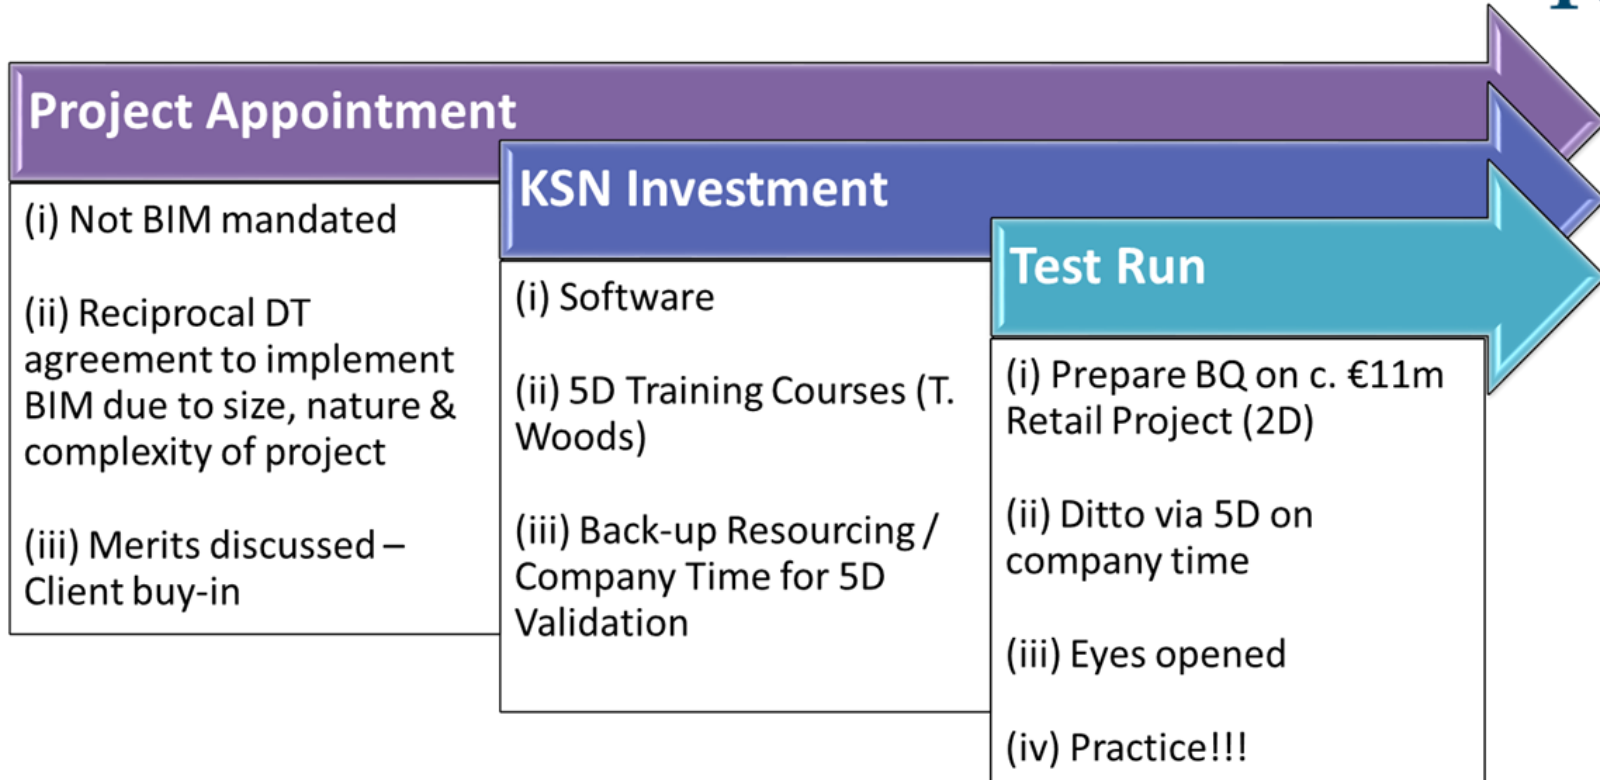 Project Appointment
(i) Not BIM mandated
(ii) Reciprocal DT
agreement to implement
BIM due to size, nature &
complexity of project
(iii) Merits discussed –
Client buy-in
KSN Investment
(i) Software
(ii) 5D Training Courses (T.
Woods)
(iii) Back-up Resourcing /
Company Time for 5D
Validation
Test Run
(i) Prepare BQ on c. €11m
Retail Project (2D)
(ii) Ditto via 5D on
company time
(iii) Eyes opened
(iv) Practice!!!